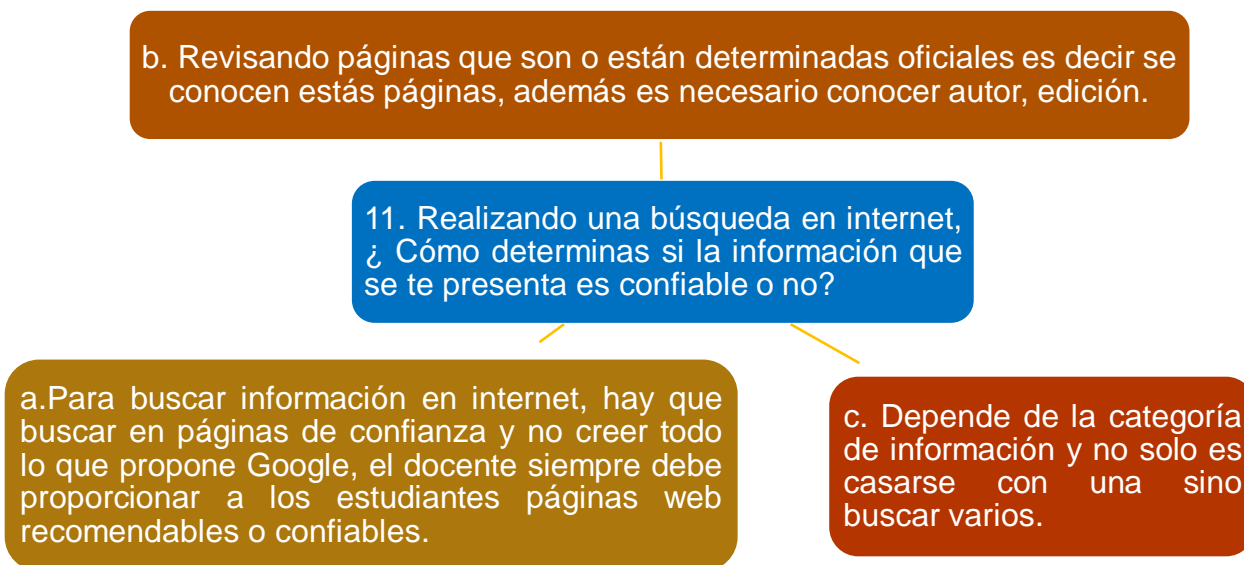 b. Revisando páginas que son o están determinadas oficiales es decir se
conocen estás páginas, además es necesario conocer autor, edición.
11. Realizando una búsqueda en internet,
¿ Cómo determinas si la información que
se te presenta es confiable o no?
a.Para buscar información en internet, hay que
buscar en páginas de confianza y no creer todo
lo que propone Google, el docente siempre debe
proporcionar a los estudiantes páginas web
recomendables o confiables.
c. Depende de la categoría
de información y no solo es
casarse con una sino
buscar varios.